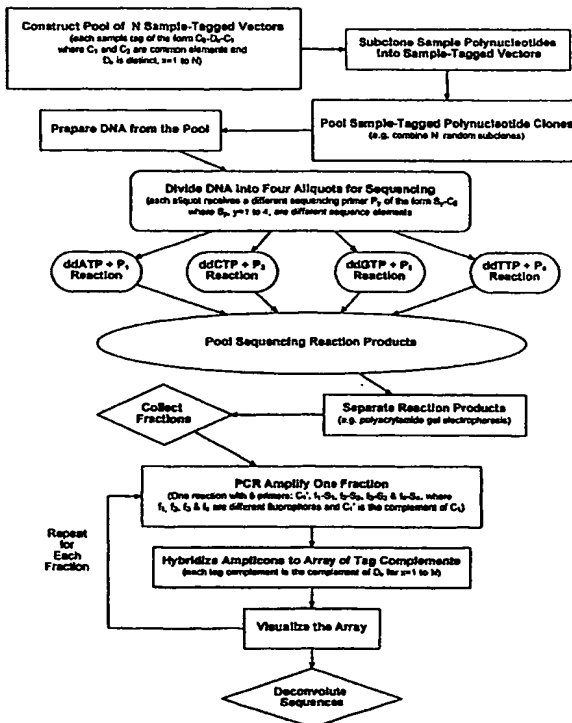 Construct Pool of N Sample-Tagged Vectors
(each sample tag of the form C₀-Dₓ-C₁
where C₁ and C₂ are common elements and
Dₓ is distinct, x=1 to N)
Subclone Sample Polynucleotides
Into Sample-Tagged Vectors
Prepare DNA from the Pool
Pool Sample-Tagged Polynucleotide Clones
(e.g. combine N random subclones)
Divide DNA into Four Aliquots for Sequencing
(each aliquot receives a different sequencing primer Pᵧ of the form Sᵧ-C₀
where Sᵧ, y=1 to 4, are different sequence elements
ddATP + P₁
Reaction
ddCTP + P₂
Reaction
ddGTP + P₃
Reaction
ddTTP + P₄
Reaction
Pool Sequencing Reaction Products
Collect
Fractions
Separate Reaction Products
(e.g. polyacrylamide gel electropheresis)
PCR Amplify One Fraction
(One reaction with 5 primers: C₁', f₁-S₁, f₂-S₂, f₃-S₃ & f₄-S₄, where
f₁, f₂, f₃ & f₄ are different fluorophores and C₁' is the complement of C₁)
Repeat
for
Each
Fraction
Hybridize Amplicons to Array of Tag Complements
(each tag complement is the complement of Dₓ for x=1 to N)
Visualize the Array
Deconvolute
Sequences